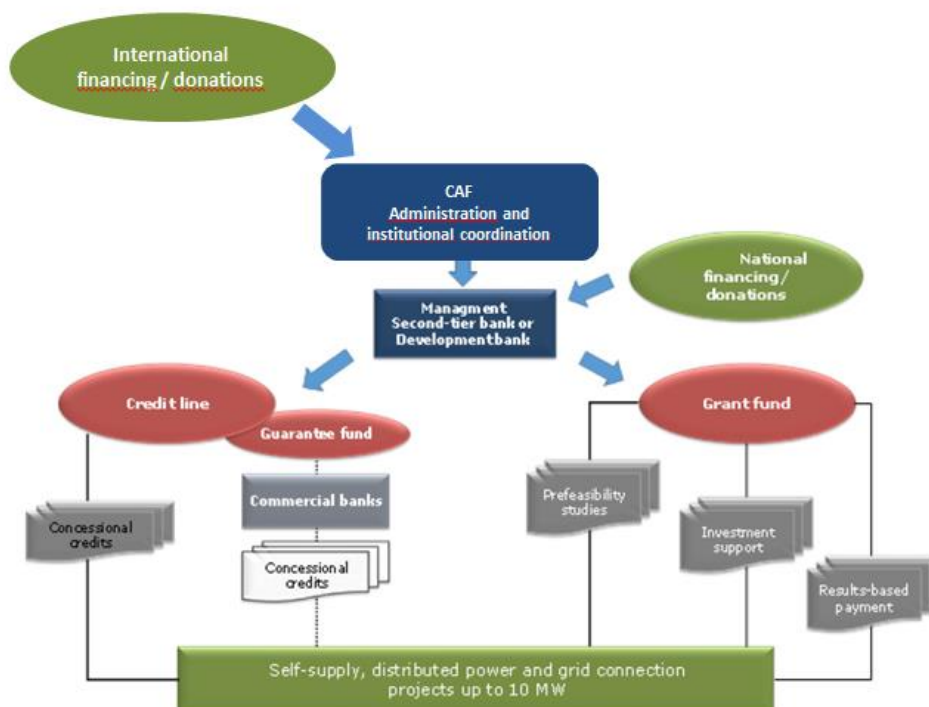 International
financing / donations
CAF
Administration and
institutional coordination
National
financing/
donations
Managment
Second-tier bank or
Development bank
Credit line
Guarantee fund
Grant fund
Commercial banks
Concessional
credits
Concessional
credits
Prefeasibility
studies
Investment
support
Results-based
payment
Self-supply, distributed power and grid connection
projects up to 10 MW